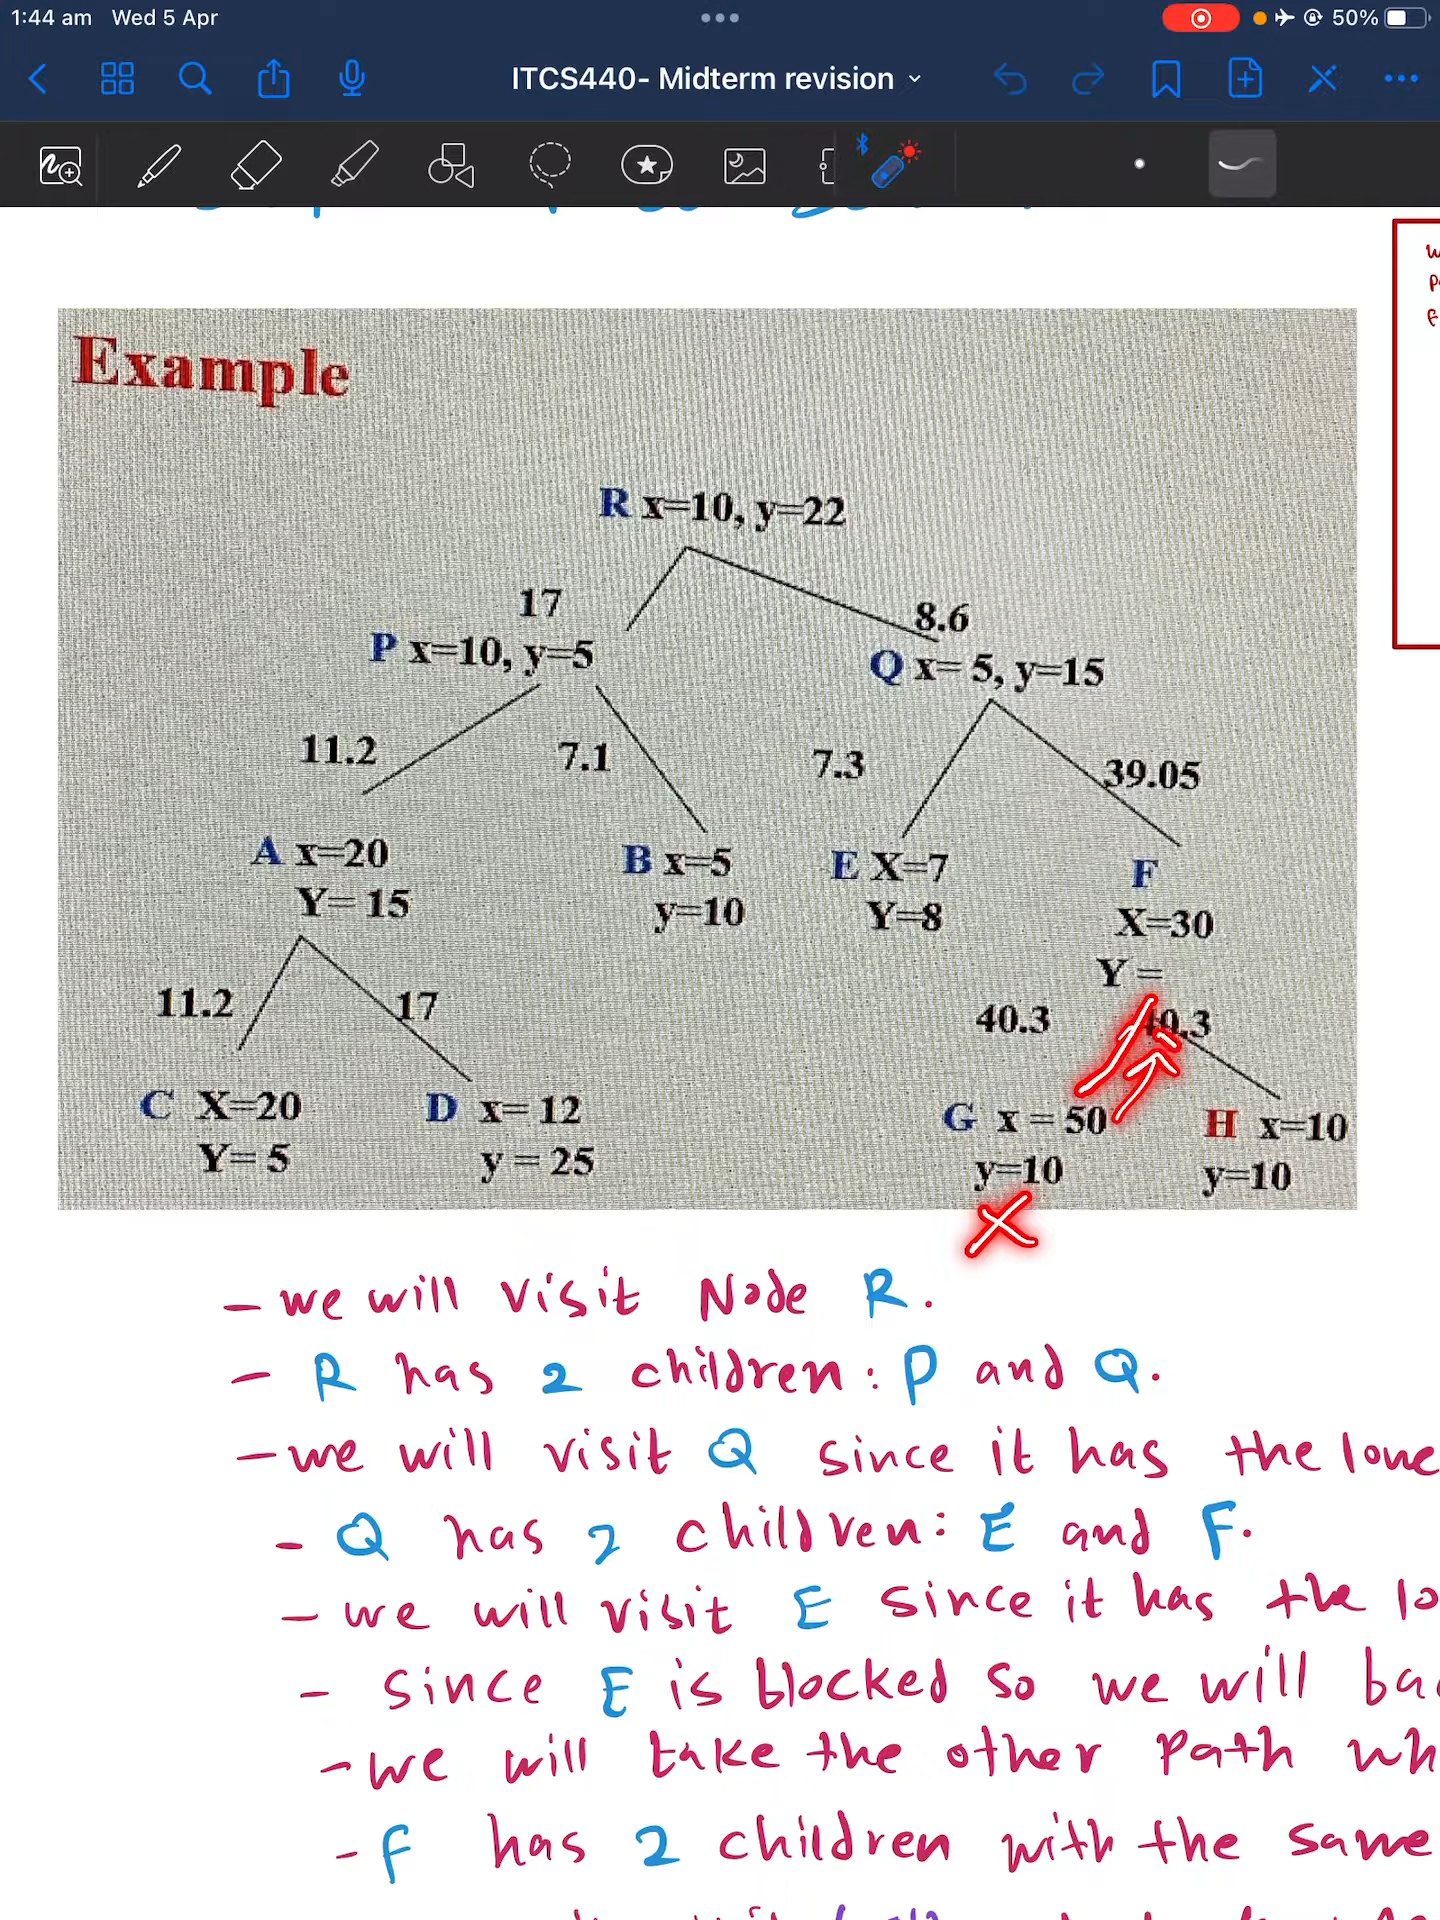 1:44 am Wed 5 Apr
50%
ITCS440- Midterm revision
Example
R x=10, y=22
17
8.6
P x=10, y=5
Q x= 5, y=15
11.2
7.1
7.3
39.05
A x=20
Y= 15
B x=5
y=10
E X=7
Y=8
F
X=30
Y =
11.2
17
40.3
40.3
C X=20
Y= 5
D x= 12
y = 25
G x = 50
y=10
H x=10
y=10
- we will visit Node R.
- R has 2 children: P and Q.
- we will visit Q since it has the
- Q has 2 children: E and F.
- we will visit E since it has the
- since E is blocked so we will
- we will take the other path
- F has 2 children with the same